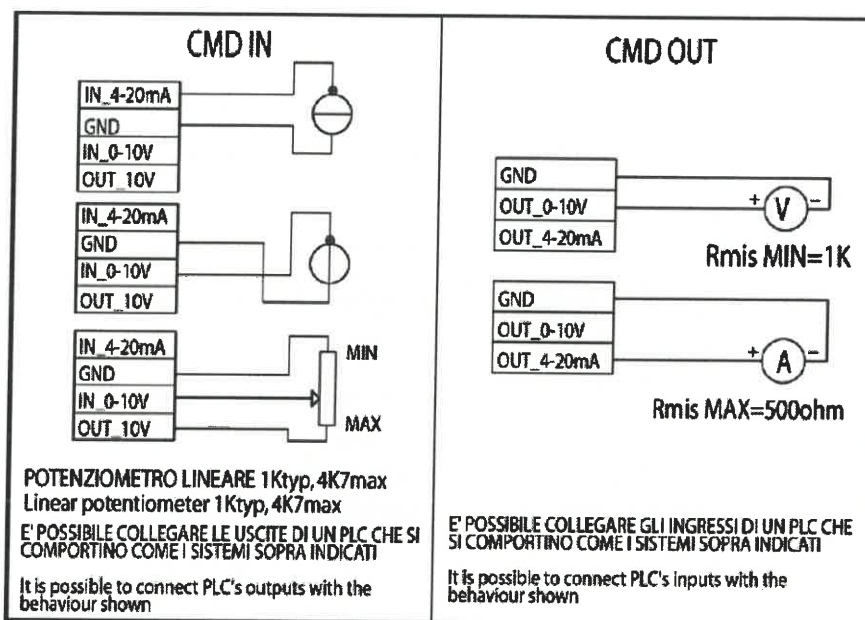 CMD IN
IN_4-20mA
GND
IN_0-10V
OUT_10V
IN_4-20mA
GND
IN_0-10V
OUT_10V
IN_4-20mA
GND
IN_0-10V
OUT_10V
MIN
MAX
POTENZIOMETRO LINEARE 1Ktyp, 4K7max
Linear potentiometer 1Ktyp, 4K7max
E' POSSIBILE COLLEGARE LE USCITE DI UN PLC CHE SI
COMPORTINO COME I SISTEMI SOPRA INDICATI
It is possible to connect PLC's outputs with the
behaviour shown
CMD OUT
GND
OUT_0-10V
OUT_4-20mA
+ V -
Rmis MIN=1K
GND
OUT_0-10V
OUT_4-20mA
+ A -
Rmis MAX=500ohm
E' POSSIBILE COLLEGARE GLI INGRESSI DI UN PLC CHE
SI COMPORTINO COME I SISTEMI SOPRA INDICATI
It is possible to connect PLC's inputs with the
behaviour shown